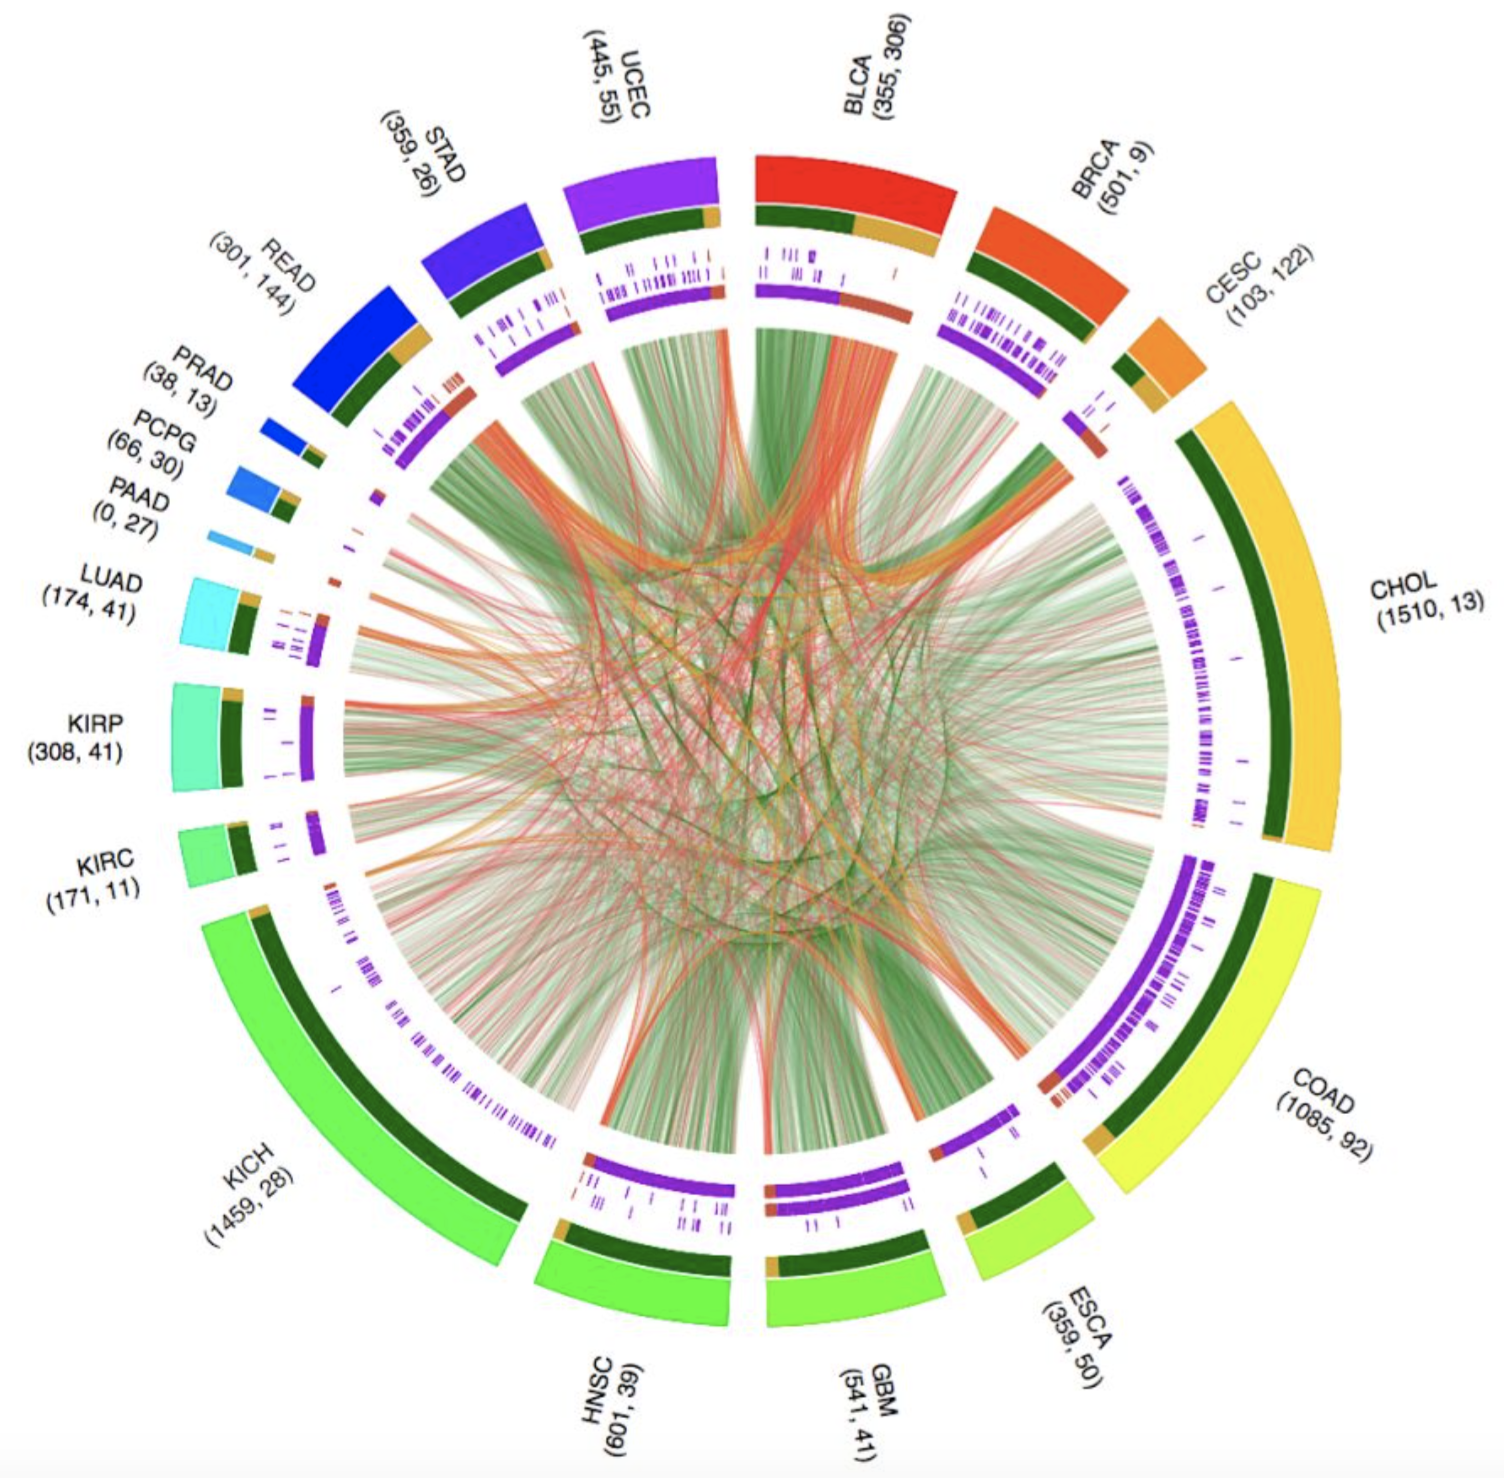 BLCA
(355, 306)
BRCA
(501, 9)
CESC
(103, 122)
CHOL
(1510, 13)
COAD
(1085, 92)
ESCA
(359, 50)
GBM
(541, 41)
HNSC
(601, 39)
KICH
(1459, 28)
KIRC
(171, 11)
KIRP
(308, 41)
LUAD
(174, 41)
PAAD
(0, 27)
PCPG
(66, 30)
PRAD
(38, 13)
READ
(301, 144)
STAD
(359, 26)
UCEC
(445, 55)